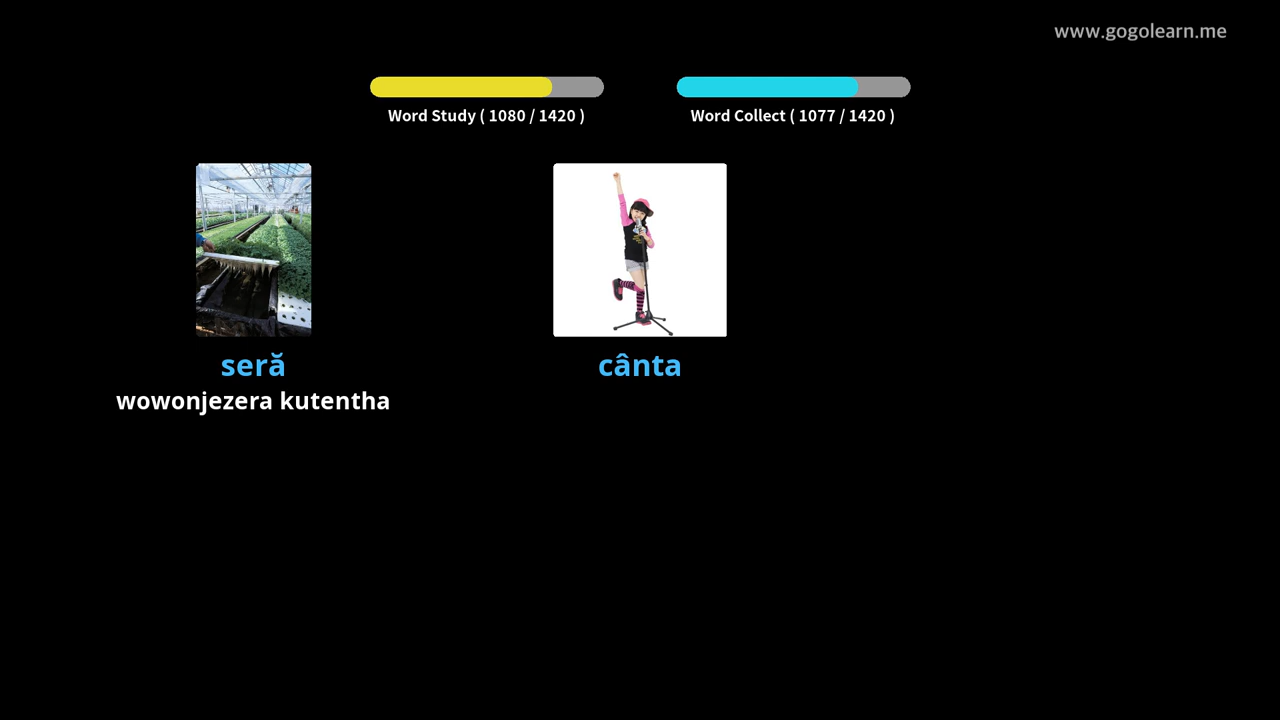 www.gogolearn.me
Word Study ( 1080 / 1420 )
Word Collect ( 1077 / 1420 )
seră
wowonjezera kutentha
cânta